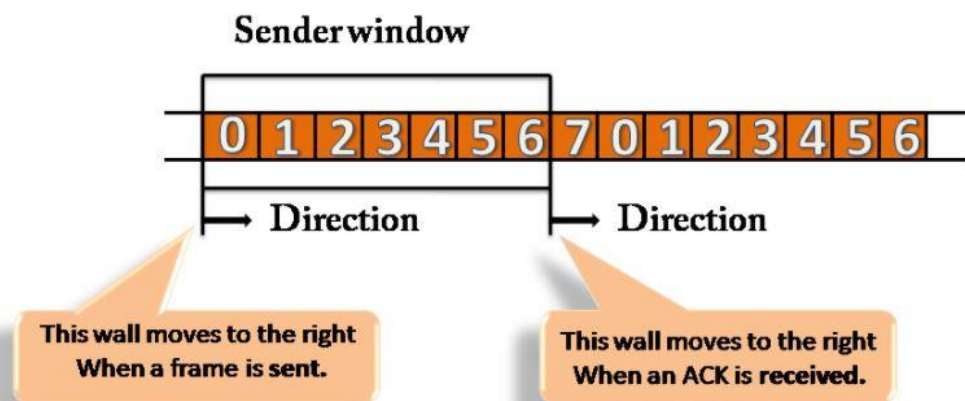 Sender window
0 1 2 3 4 5 6 7 0 1 2 3 4 5 6
Direction
Direction
This wall moves to the right
When a frame is sent.
This wall moves to the right
When an ACK is received.